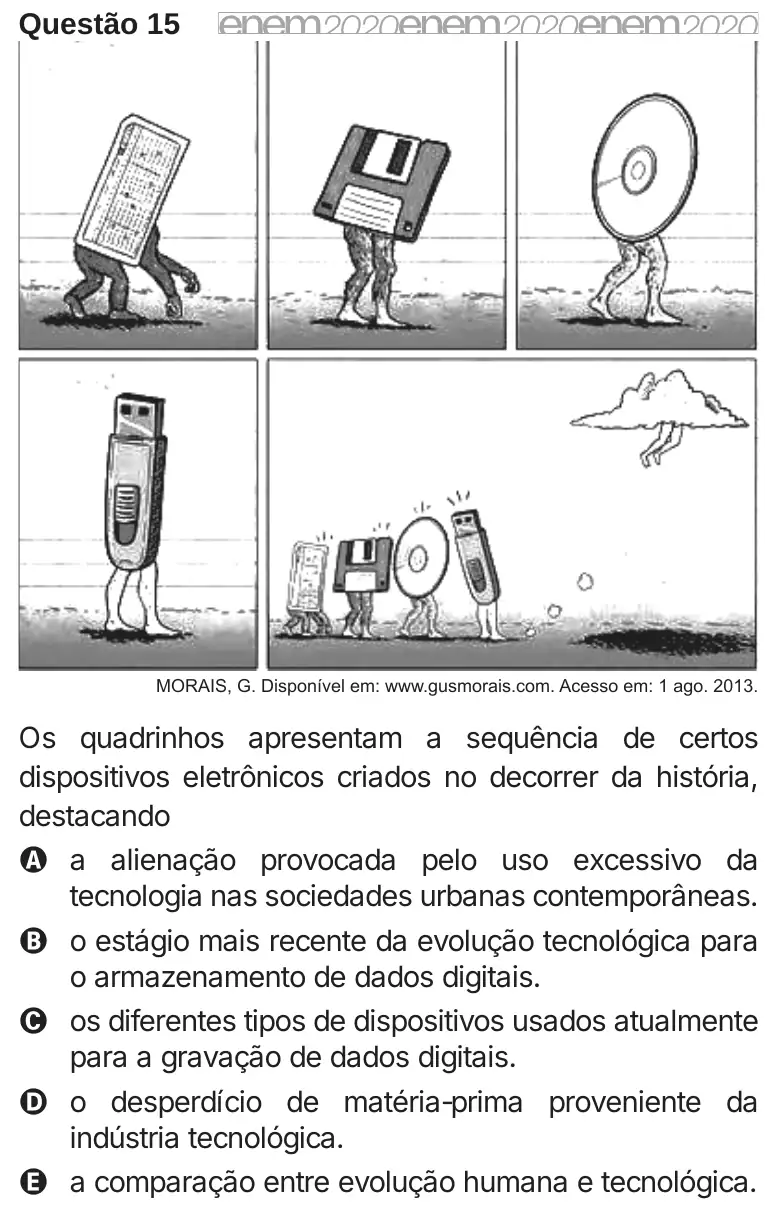 Questão 15 enem2020enem2020enem2020
MORAIS, G. Disponível em: www.gusmorais.com. Acesso em: 1 ago. 2013.
Os quadrinhos apresentam a sequência de certos
dispositivos eletrônicos criados no decorrer da história,
destacando
A a alienação provocada pelo uso excessivo da
tecnologia nas sociedades urbanas contemporâneas.
B o estágio mais recente da evolução tecnológica para
o armazenamento de dados digitais.
C os diferentes tipos de dispositivos usados atualmente
para a gravação de dados digitais.
D o desperdício de matéria-prima proveniente da
indústria tecnológica.
E a comparação entre evolução humana e tecnológica.